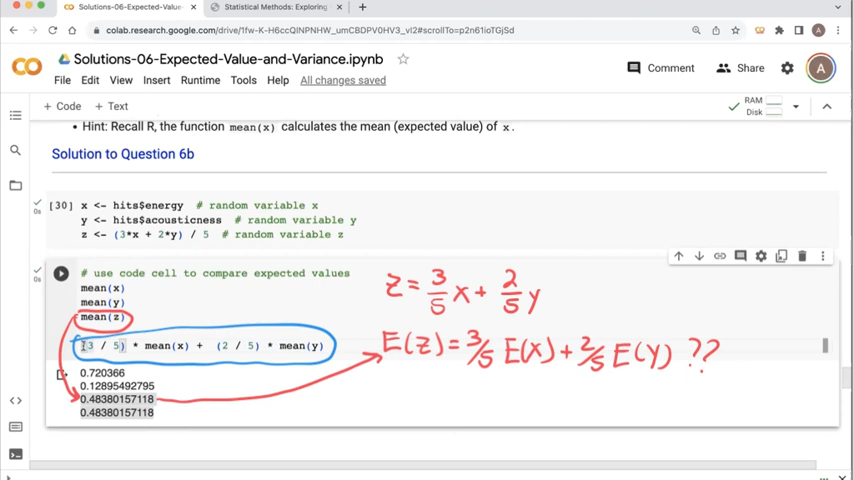 Solutions-06-Expected-Value-
Statistical Methods: Exploring
colab.research.google.com/drive/1fw-K-H6ccQlNPNHW_umCBDPV0HV3_vl2#scrollTo=p2n61ioTGjSd
Solutions-06-Expected-Value-and-Variance.ipynb
File Edit View Insert Runtime Tools Help All changes saved
Comment Share A
+ Code + Text
RAM
Disk
• Hint: Recall R, the function mean(x) calculates the mean (expected value) of x.
Solution to Question 6b
[30] x <- hits$energy # random variable x
0s y <- hits$acousticness # random variable y
z <- (3*x + 2*y) / 5 # random variable z
# use code cell to compare expected values
0s mean(x)
mean(y)
mean(z)
(3 / 5) * mean(x) + (2 / 5) * mean(y)
0.720366
0.12895492795
0.48380157118
0.48380157118
z = 3/5 x + 2/5 y
E(z) = 3/5 E(x) + 2/5 E(y) ??